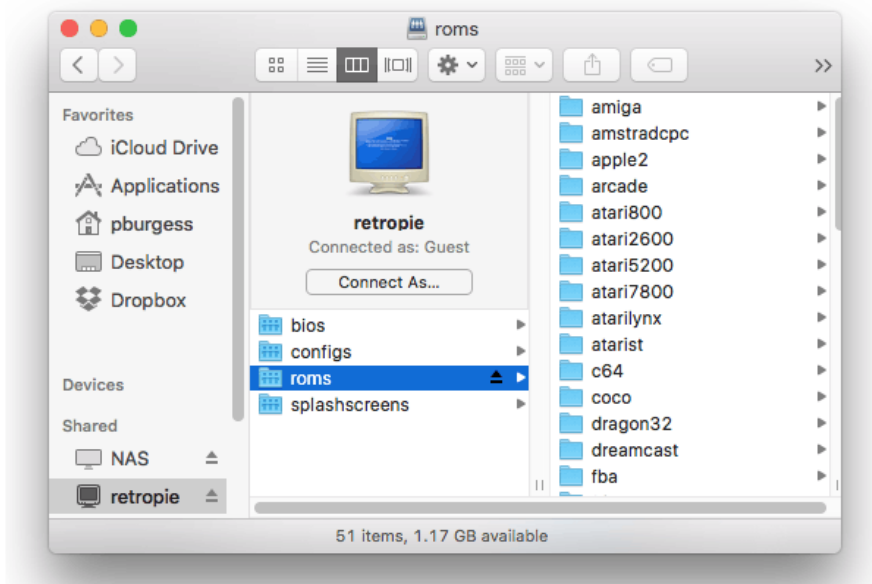 roms
Favorites
iCloud Drive
Applications
pburgess
Desktop
Dropbox
Devices
Shared
NAS
retropie
retropie
Connected as: Guest
Connect As...
bios
configs
roms
splashscreens
amiga
amstradcpc
apple2
arcade
atari800
atari2600
atari5200
atari7800
atarilynx
atarist
c64
coco
dragon32
dreamcast
fba
51 items, 1.17 GB available